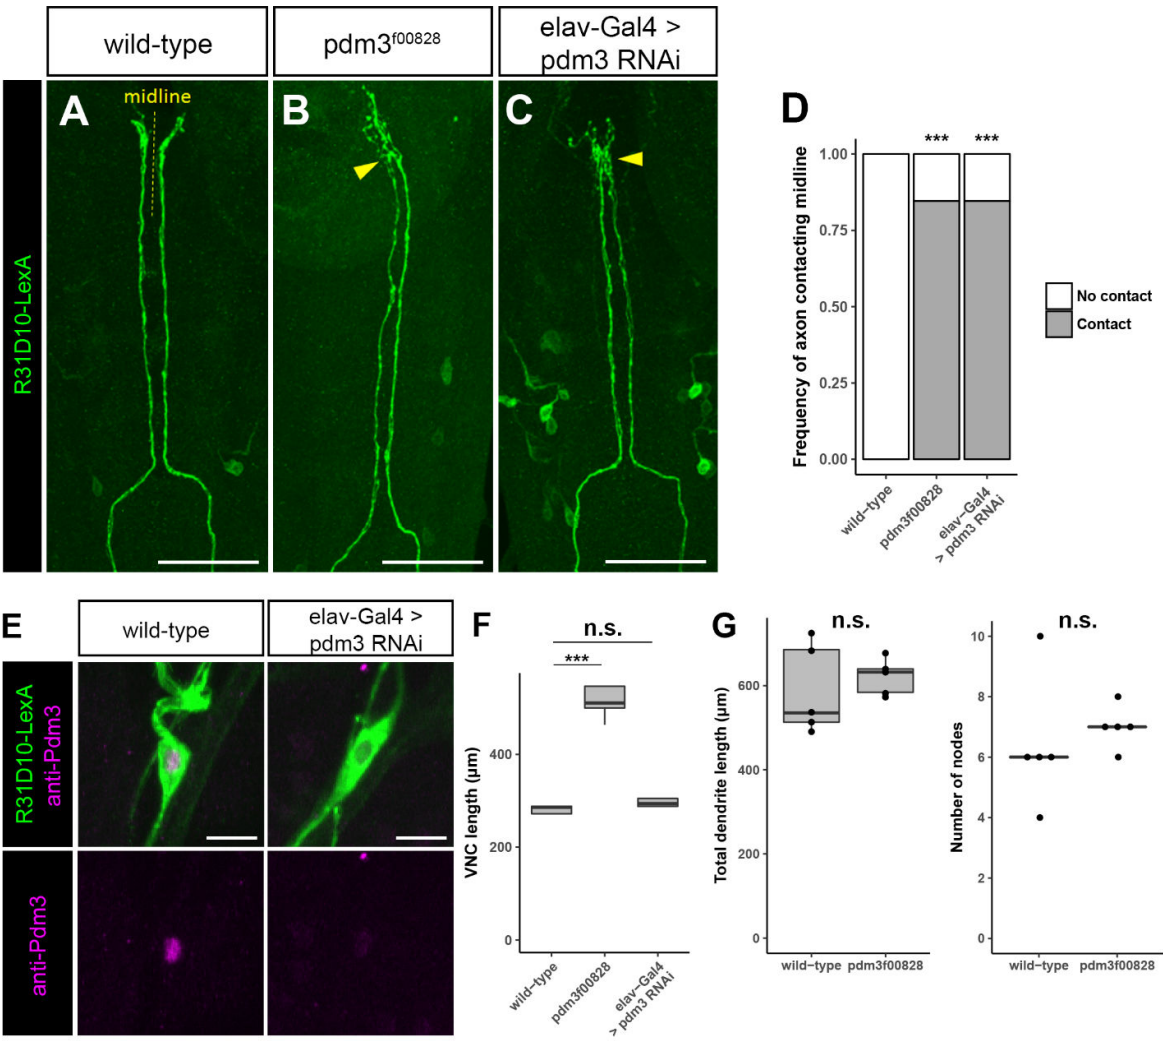 wild-type
pdm3f00828
elav-Gal4 >
pdm3 RNAi
R31D10-LexA
A
midline
B
C
D
*** ***
Frequency of axon contacting midline
1.00
0.75
0.50
0.25
0.00
wild-type
pdm3f00828
elav-Gal4
> pdm3 RNAi
No contact
Contact
E
wild-type
elav-Gal4 >
pdm3 RNAi
R31D10-LexA
anti-Pdm3
anti-Pdm3
F
n.s.
***
VNC length (μm)
400
200
0
wild-type
pdm3f00828
elav-Gal4
> pdm3 RNAi
G
n.s.
Total dendrite length (μm)
600
400
200
0
wild-type pdm3f00828
n.s.
Number of nodes
10
8
6
4
2
0
wild-type pdm3f00828